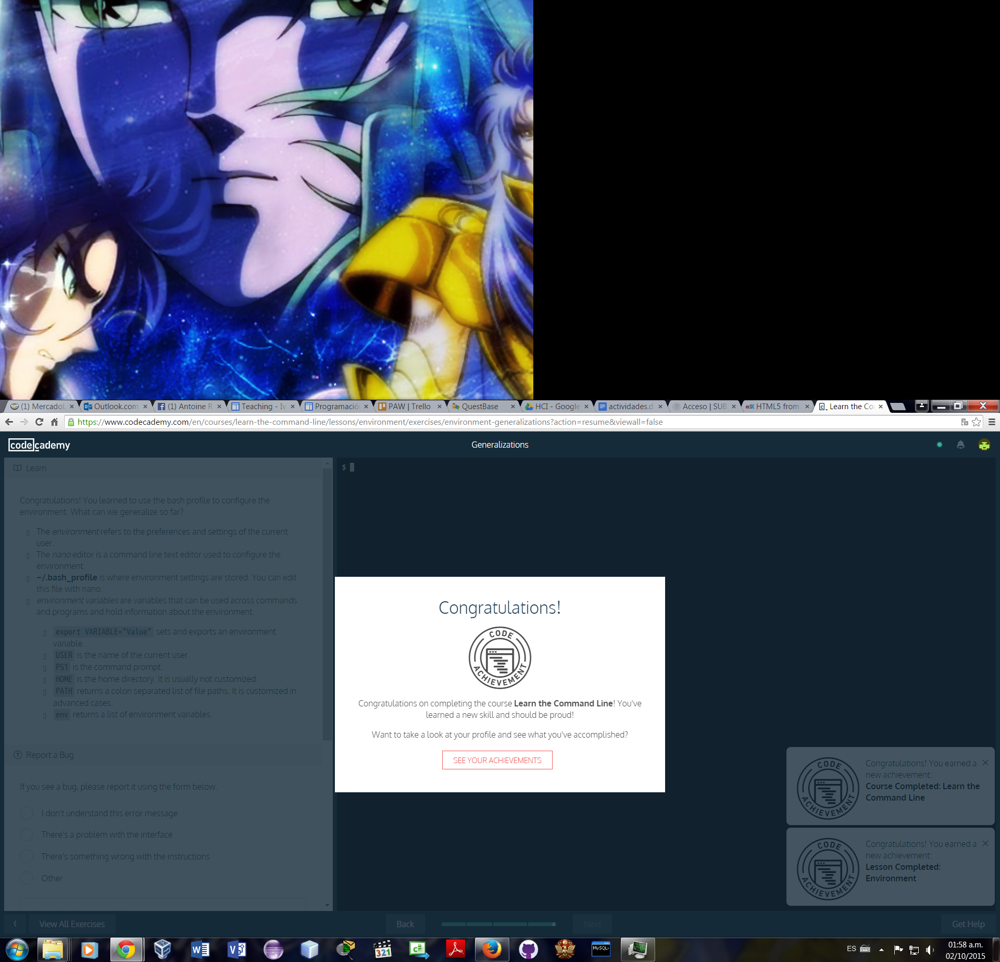 (1) MercadoL
Outlook.com
(1) Antoine R
Teaching - Iv
Programació
PAW | Trello
QuestBase
HCI - Google
actividades.d
Acceso | SUB
HTML5 from
Learn the Co
https://www.codecademy.com/en/courses/learn-the-command-line/lessons/environment/exercises/environment-generalizations?action=resume&viewall=false
codecademy
Generalizations
Learn
$
Congratulations! You learned to use the bash profile to configure the
environment. What can we generalize so far?
The environment refers to the preferences and settings of the current
user.
The nano editor is a command line text editor used to configure the
environment.
~/.bash_profile is where environment settings are stored. You can edit
this file with nano.
environment variables are variables that can be used across commands
and programs and hold information about the environment.
export VARIABLE="Value" sets and exports an environment
variable.
USER is the name of the current user.
PS1 is the command prompt.
HOME is the home directory. It is usually not customized.
PATH returns a colon separated list of file paths. It is customized in
advanced cases.
env returns a list of environment variables.
Report a Bug
If you see a bug, please report it using the form below.
I don't understand this error message
There's a problem with the interface
There's something wrong with the instructions
Other
Congratulations!
CODE
ACHIEVEMENT
Congratulations on completing the course Learn the Command Line! You've
learned a new skill and should be proud!
Want to take a look at your profile and see what you've accomplished?
SEE YOUR ACHIEVEMENTS
CODE
ACHIEVEMENT
Congratulations! You earned a
new achievement:
Course Completed: Learn the
Command Line
CODE
ACHIEVEMENT
Congratulations! You earned a
new achievement:
Lesson Completed:
Environment
View All Exercises
Back
Next
Get Help
321
C#
MySQL
ES
01:58 a.m.
02/10/2015